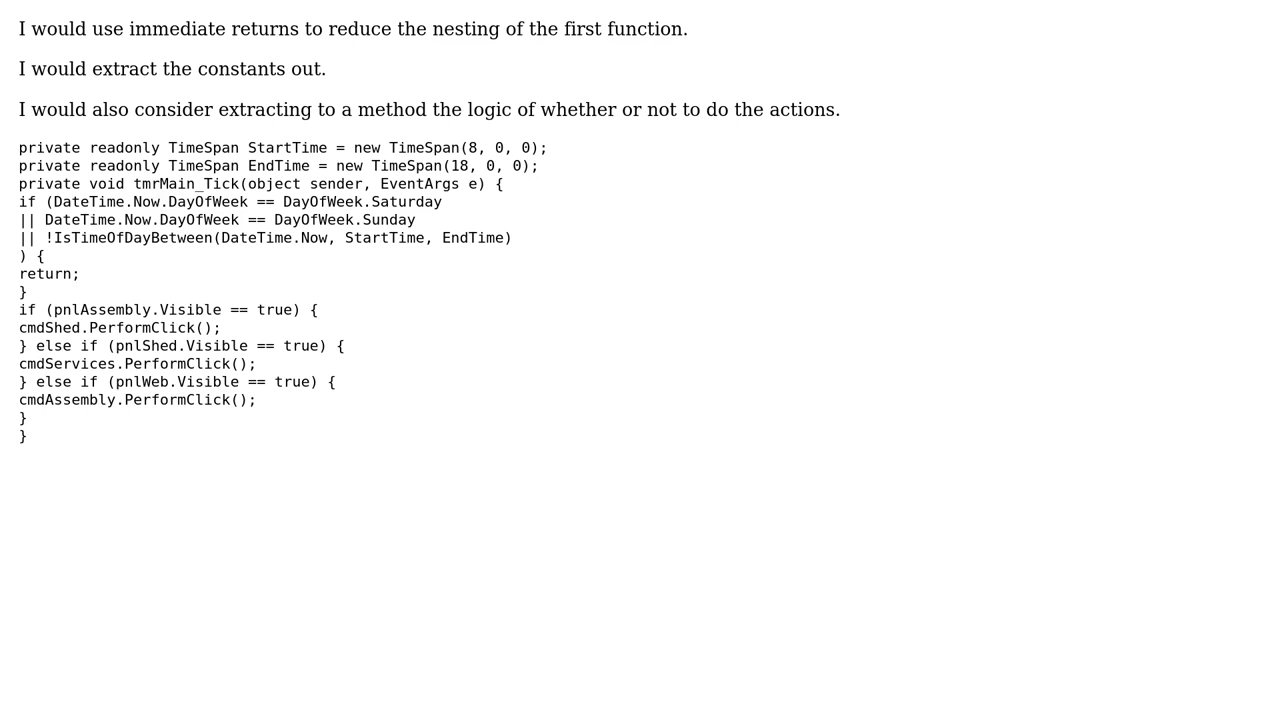 I would use immediate returns to reduce the nesting of the first function.
I would extract the constants out.
I would also consider extracting to a method the logic of whether or not to do the actions.
private readonly TimeSpan StartTime = new TimeSpan(8, 0, 0);
private readonly TimeSpan EndTime = new TimeSpan(18, 0, 0);
private void tmrMain_Tick(object sender, EventArgs e) {
if (DateTime.Now.DayOfWeek == DayOfWeek.Saturday
|| DateTime.Now.DayOfWeek == DayOfWeek.Sunday
|| !IsTimeOfDayBetween(DateTime.Now, StartTime, EndTime)
) {
return;
}
if (pnlAssembly.Visible == true) {
cmdShed.PerformClick();
} else if (pnlShed.Visible == true) {
cmdServices.PerformClick();
} else if (pnlWeb.Visible == true) {
cmdAssembly.PerformClick();
}
}